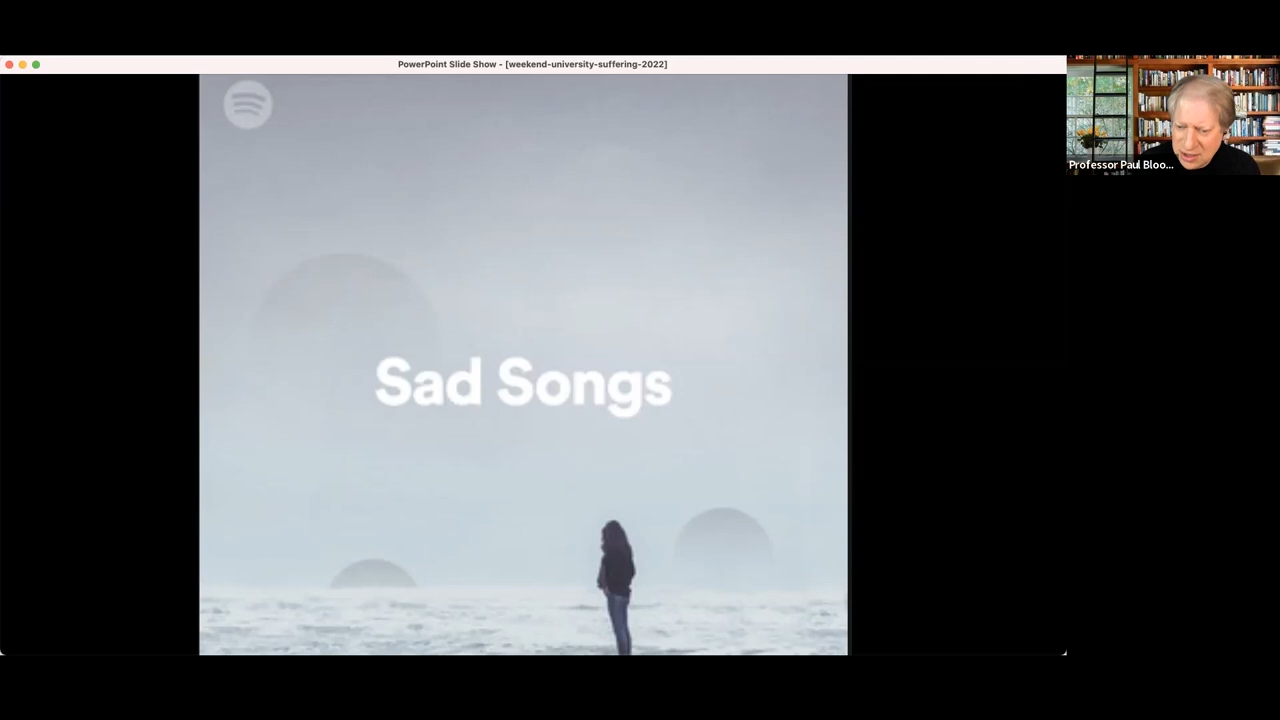 PowerPoint Slide Show - [weekend-university-suffering-2022]
Professor Paul Bloo...
Sad Songs